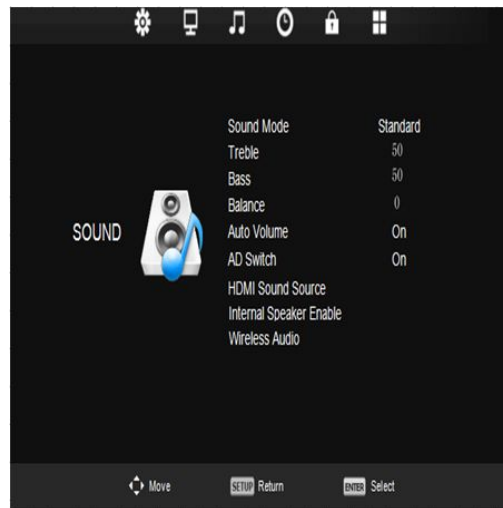 Sound Mode Standard
Treble 50
Bass 50
Balance 0
SOUND
Auto Volume On
AD Switch On
HDMI Sound Source
Internal Speaker Enable
Wireless Audio
Move SETUP Return ENTER Select